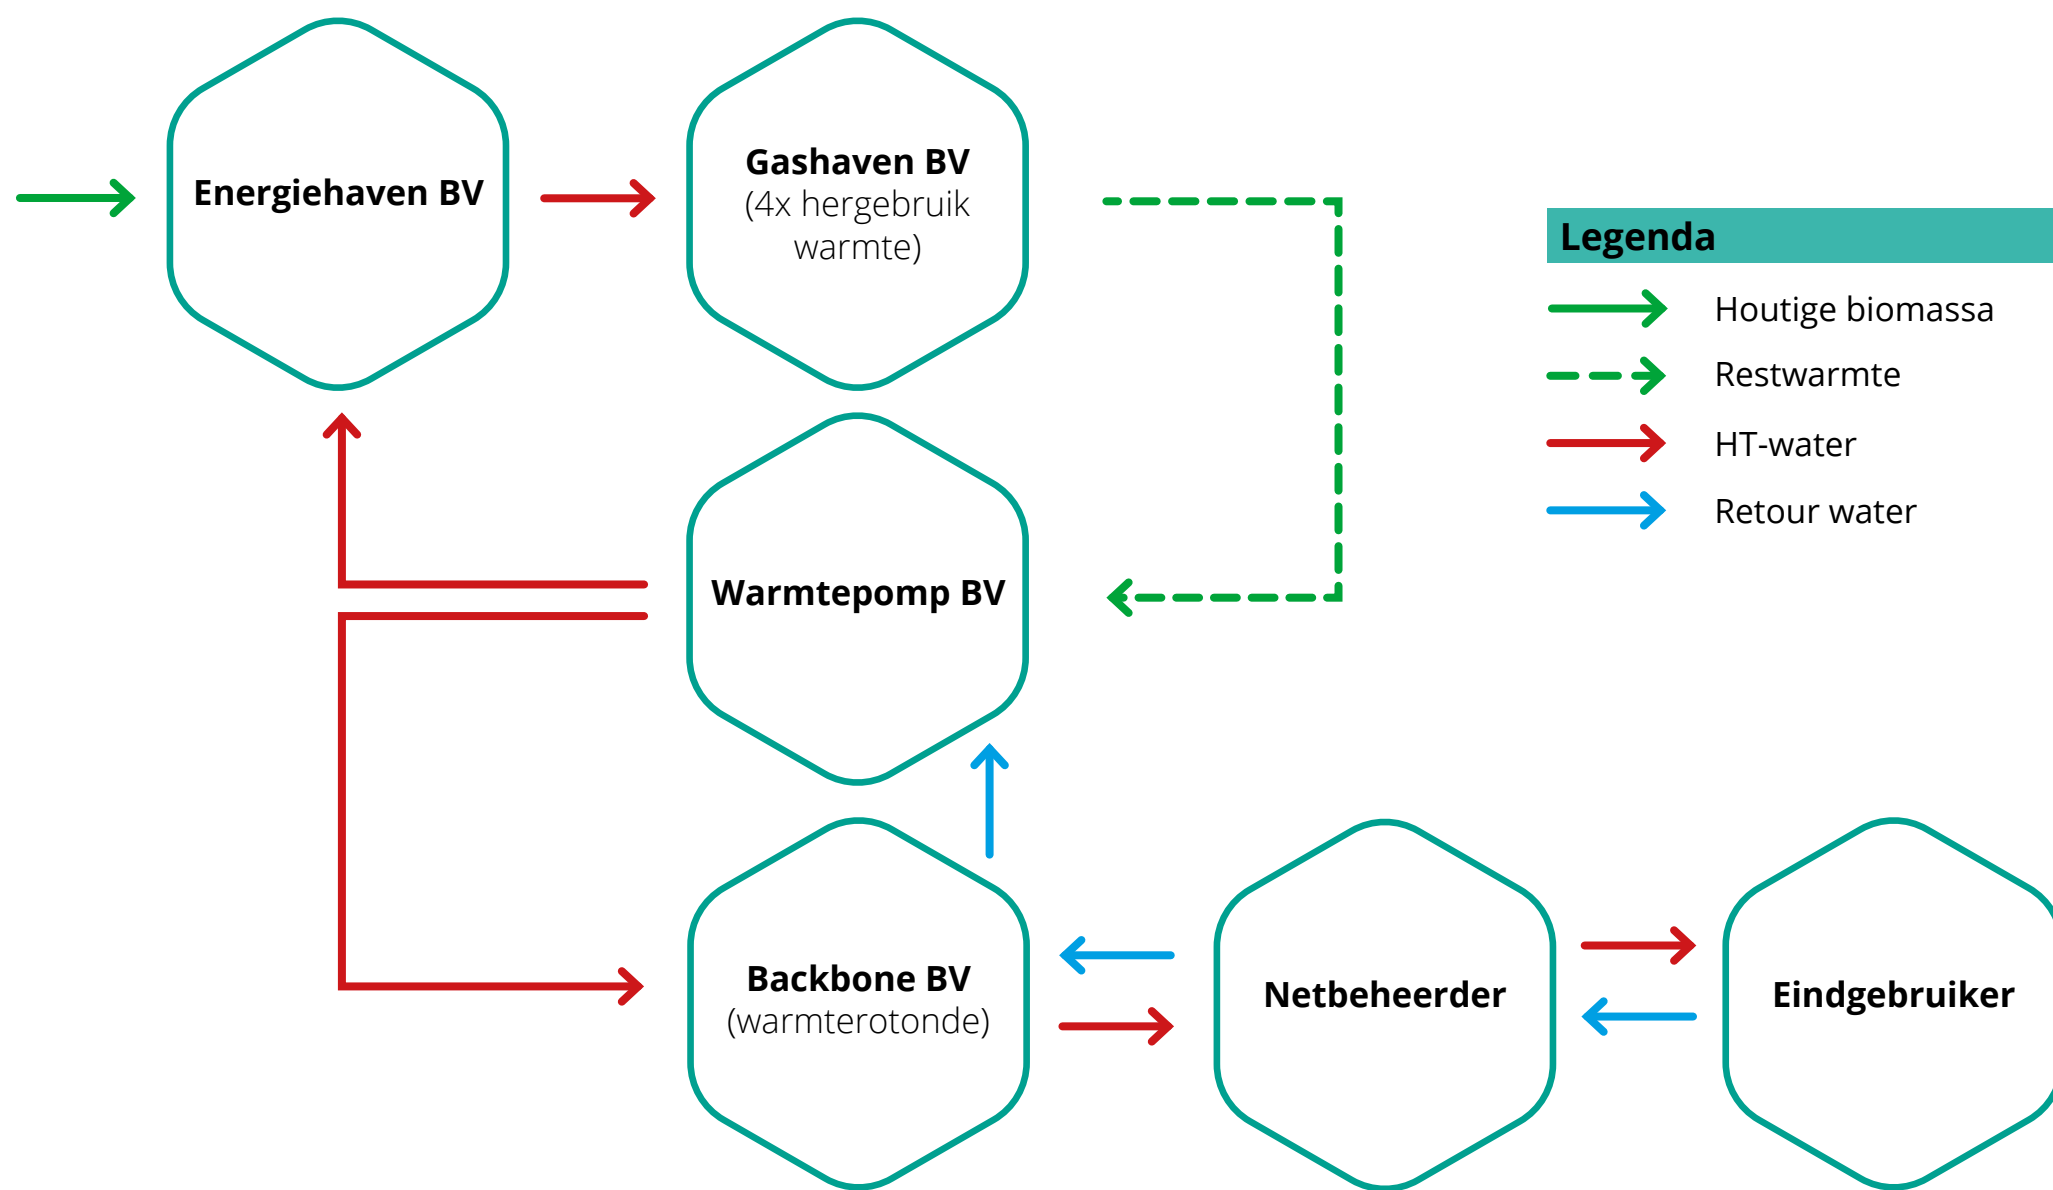 Energiehaven BV
Gashaven BV
(4x hergebruik
warmte)
Legenda
Houtige biomassa
Restwarmte
HT-water
Retour water
Warmtepomp BV
Backbone BV
(warmterotonde)
Netbeheerder
Eindgebruiker